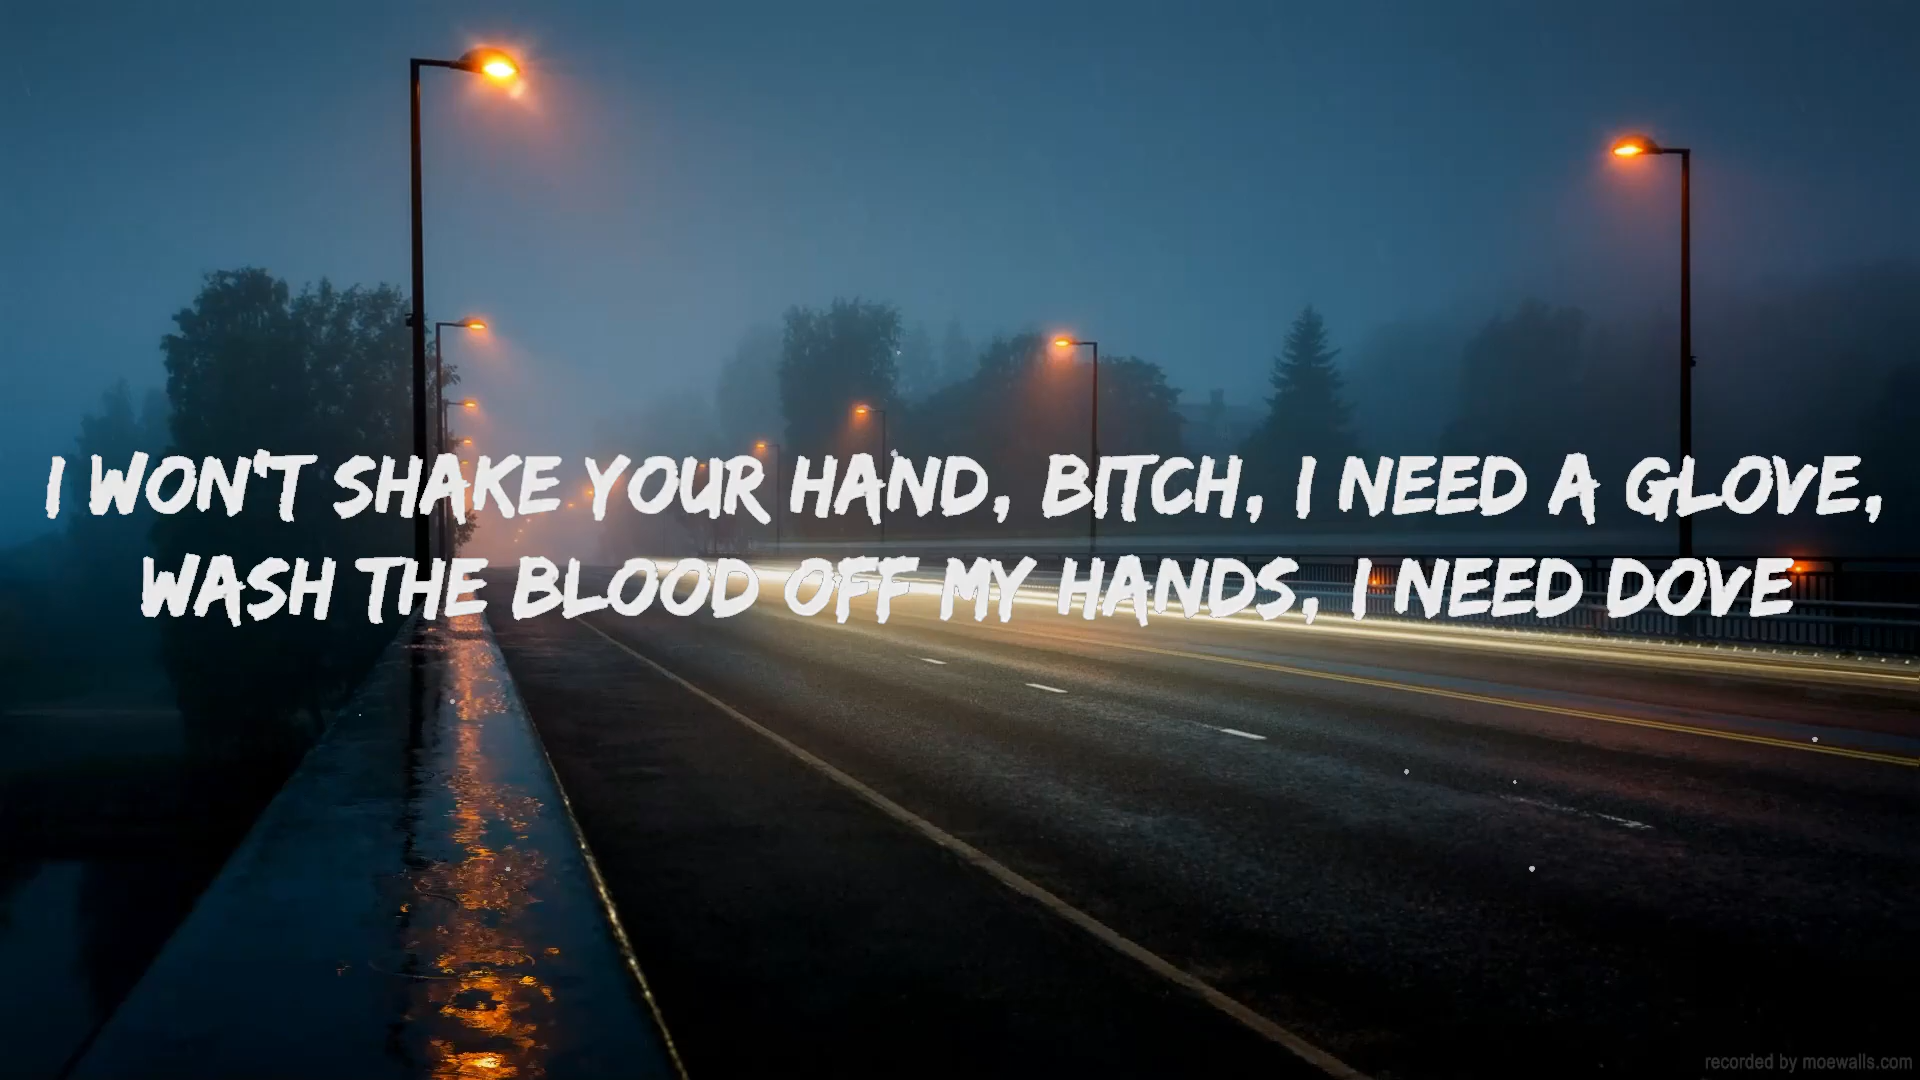 I WON'T SHAKE YOUR HAND, BITCH, I NEED A GLOVE,
WASH THE BLOOD OFF MY HANDS, I NEED DOVE
recorded by moewalls.com